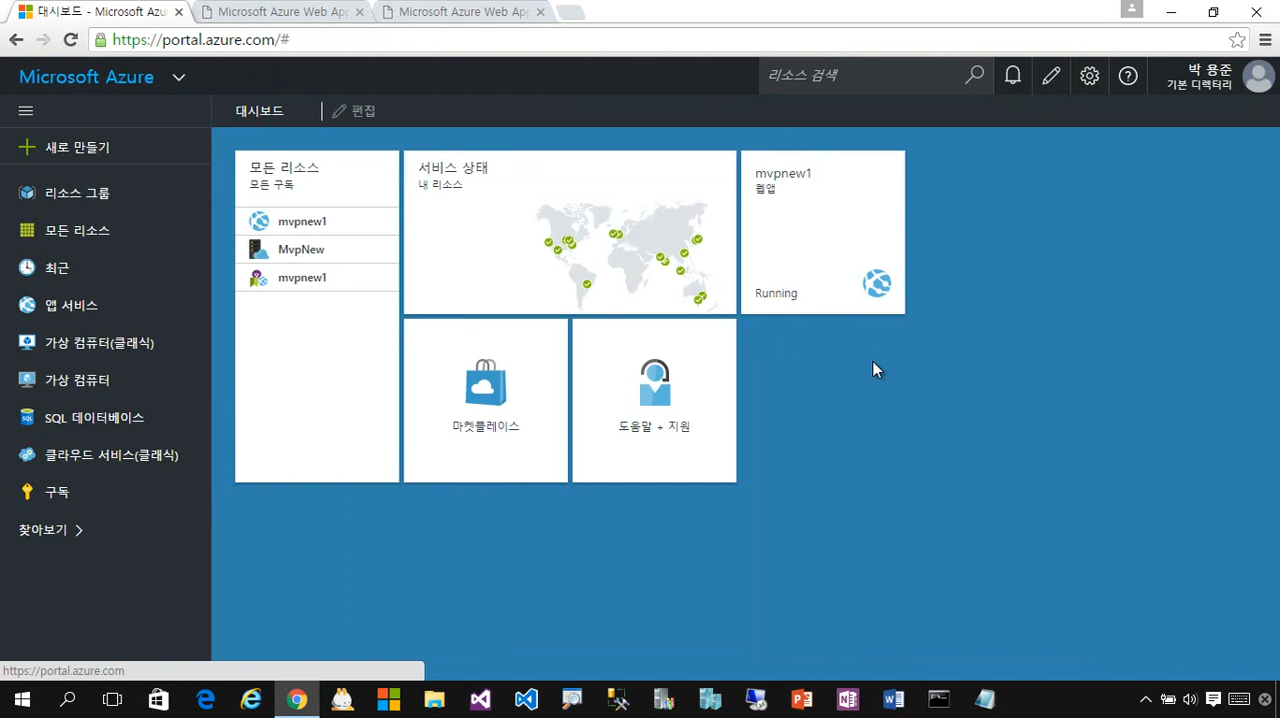 대시보드 - Microsoft Azu
Microsoft Azure Web App
Microsoft Azure Web App
https://portal.azure.com/#
Microsoft Azure
리소스 검색
박 용준
기본 디렉터리
대시보드
편집
새로 만들기
리소스 그룹
모든 리소스
최근
앱 서비스
가상 컴퓨터(클래식)
가상 컴퓨터
SQL 데이터베이스
클라우드 서비스(클래식)
구독
찾아보기
모든 리소스
모든 구독
mvpnew1
MvpNew
mvpnew1
서비스 상태
내 리소스
mvpnew1
웹앱
Running
마켓플레이스
도움말 + 지원
https://portal.azure.com